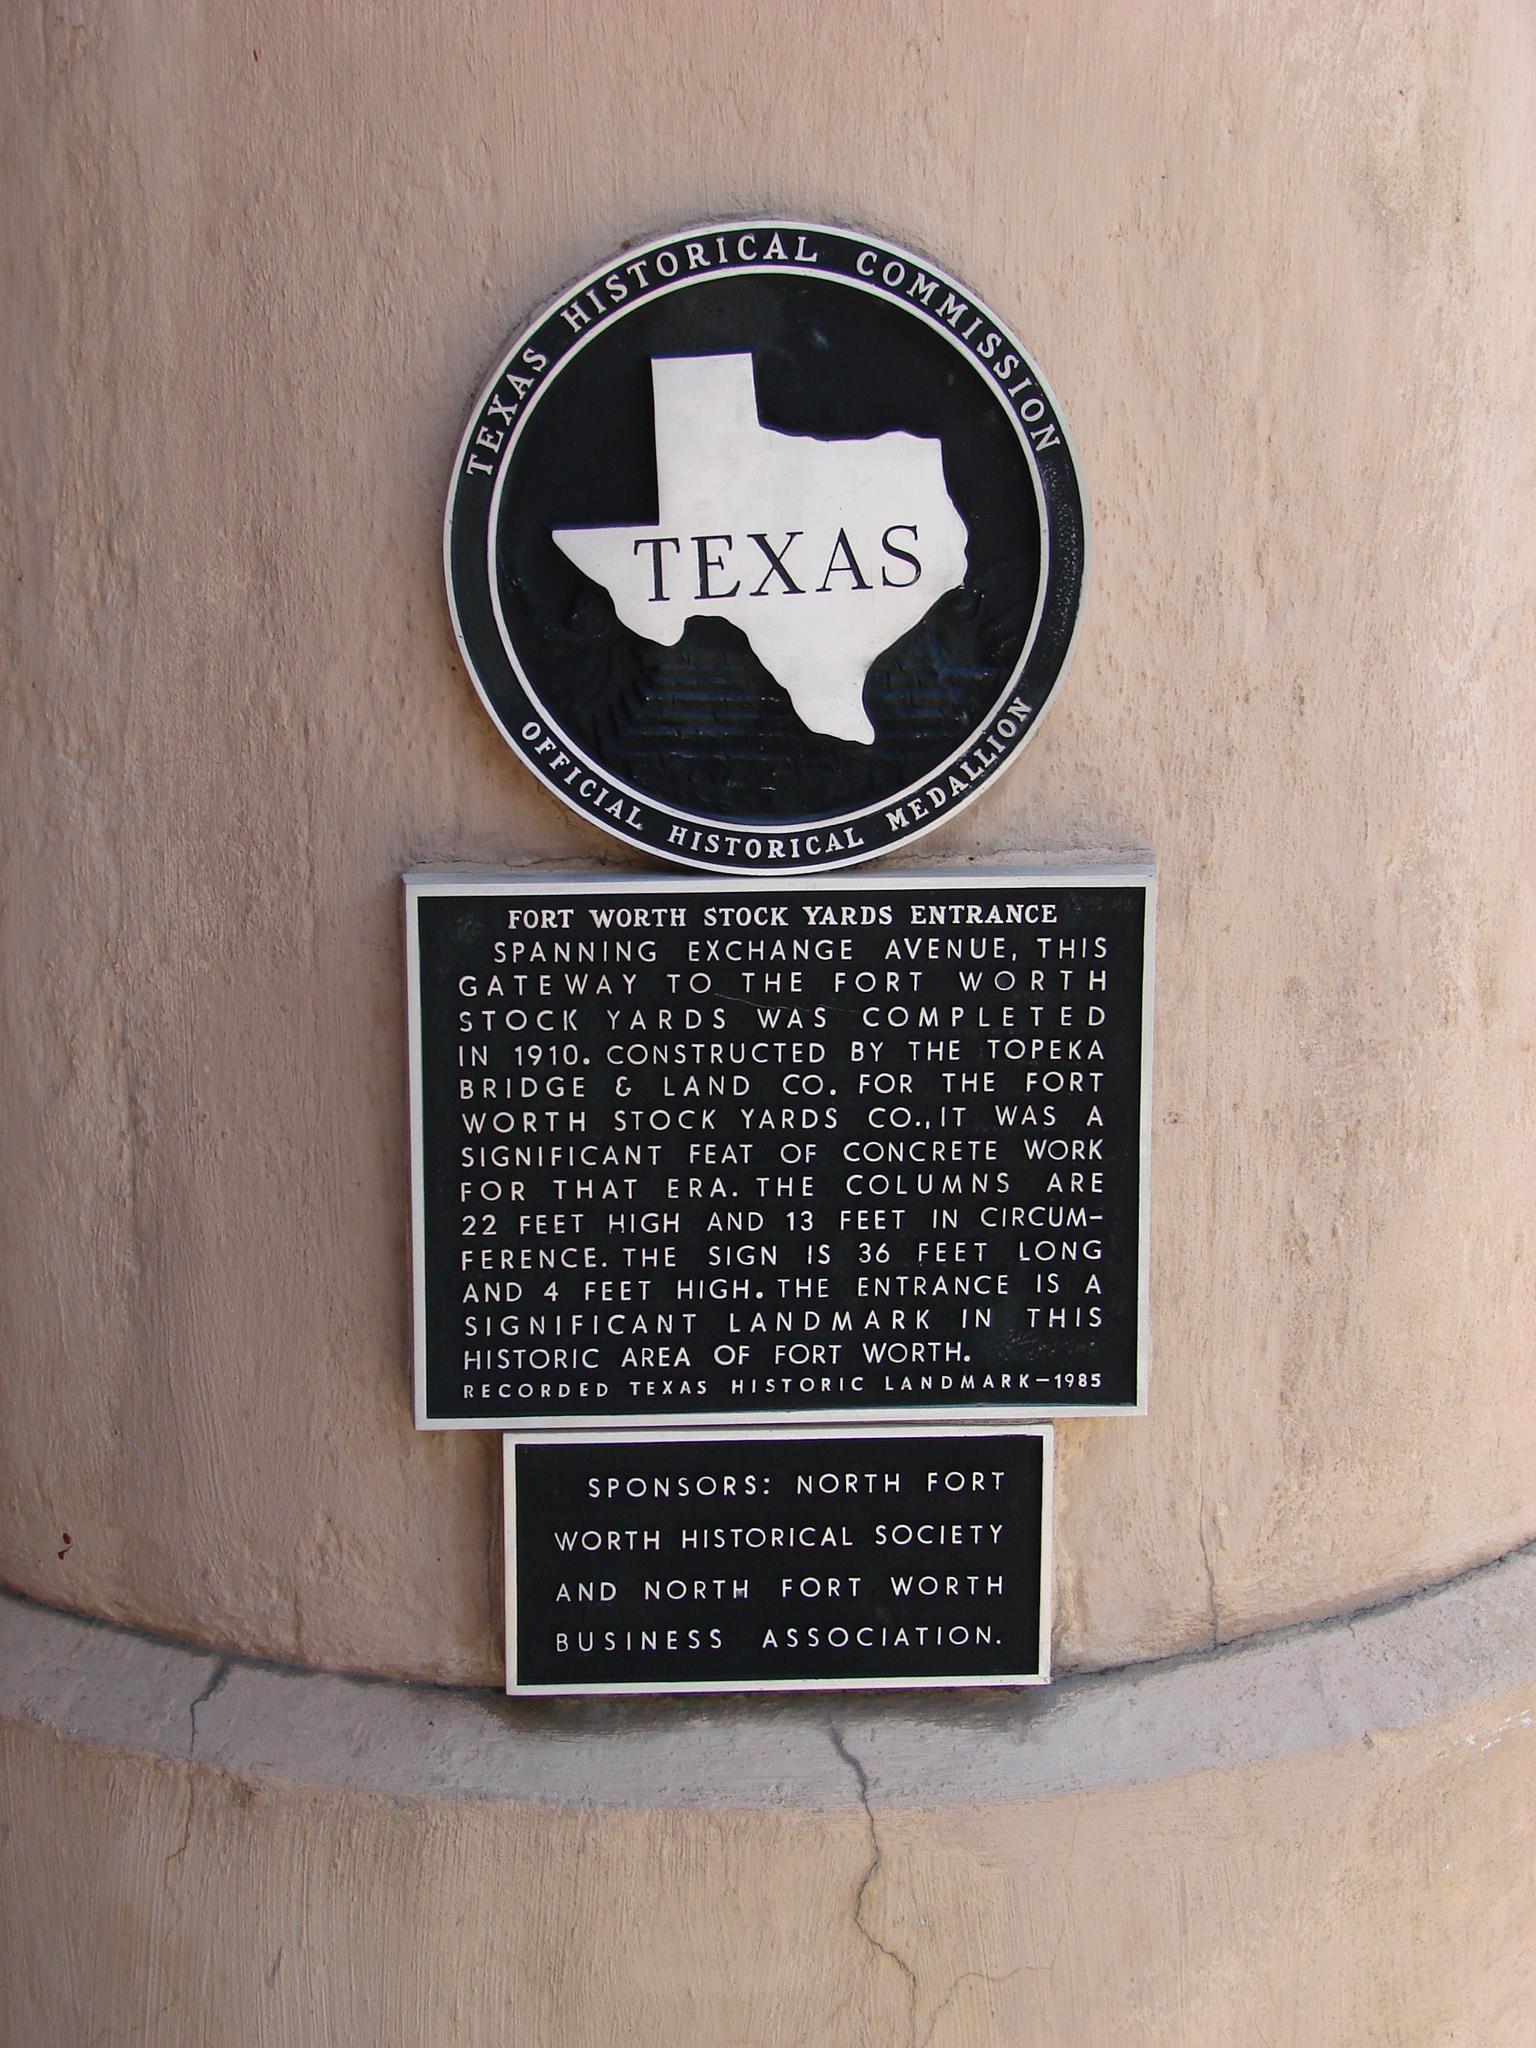 TEXAS HISTORICAL COMMISSION
TEXAS
OFFICIAL HISTORICAL MEDALLION
FORT WORTH STOCK YARDS ENTRANCE
SPANNING EXCHANGE AVENUE, THIS
GATEWAY TO THE FORT WORTH
STOCK YARDS WAS COMPLETED
IN 1910. CONSTRUCTED BY THE TOPEKA
BRIDGE & LAND CO. FOR THE FORT
WORTH STOCK YARDS CO., IT WAS A
SIGNIFICANT FEAT OF CONCRETE WORK
FOR THAT ERA. THE COLUMNS ARE
22 FEET HIGH AND 13 FEET IN CIRCUM-
FERENCE. THE SIGN IS 36 FEET LONG
AND 4 FEET HIGH. THE ENTRANCE IS A
SIGNIFICANT LANDMARK IN THIS
HISTORIC AREA OF FORT WORTH.
RECORDED TEXAS HISTORIC LANDMARK—1985
SPONSORS: NORTH FORT
WORTH HISTORICAL SOCIETY
AND NORTH FORT WORTH
BUSINESS ASSOCIATION.